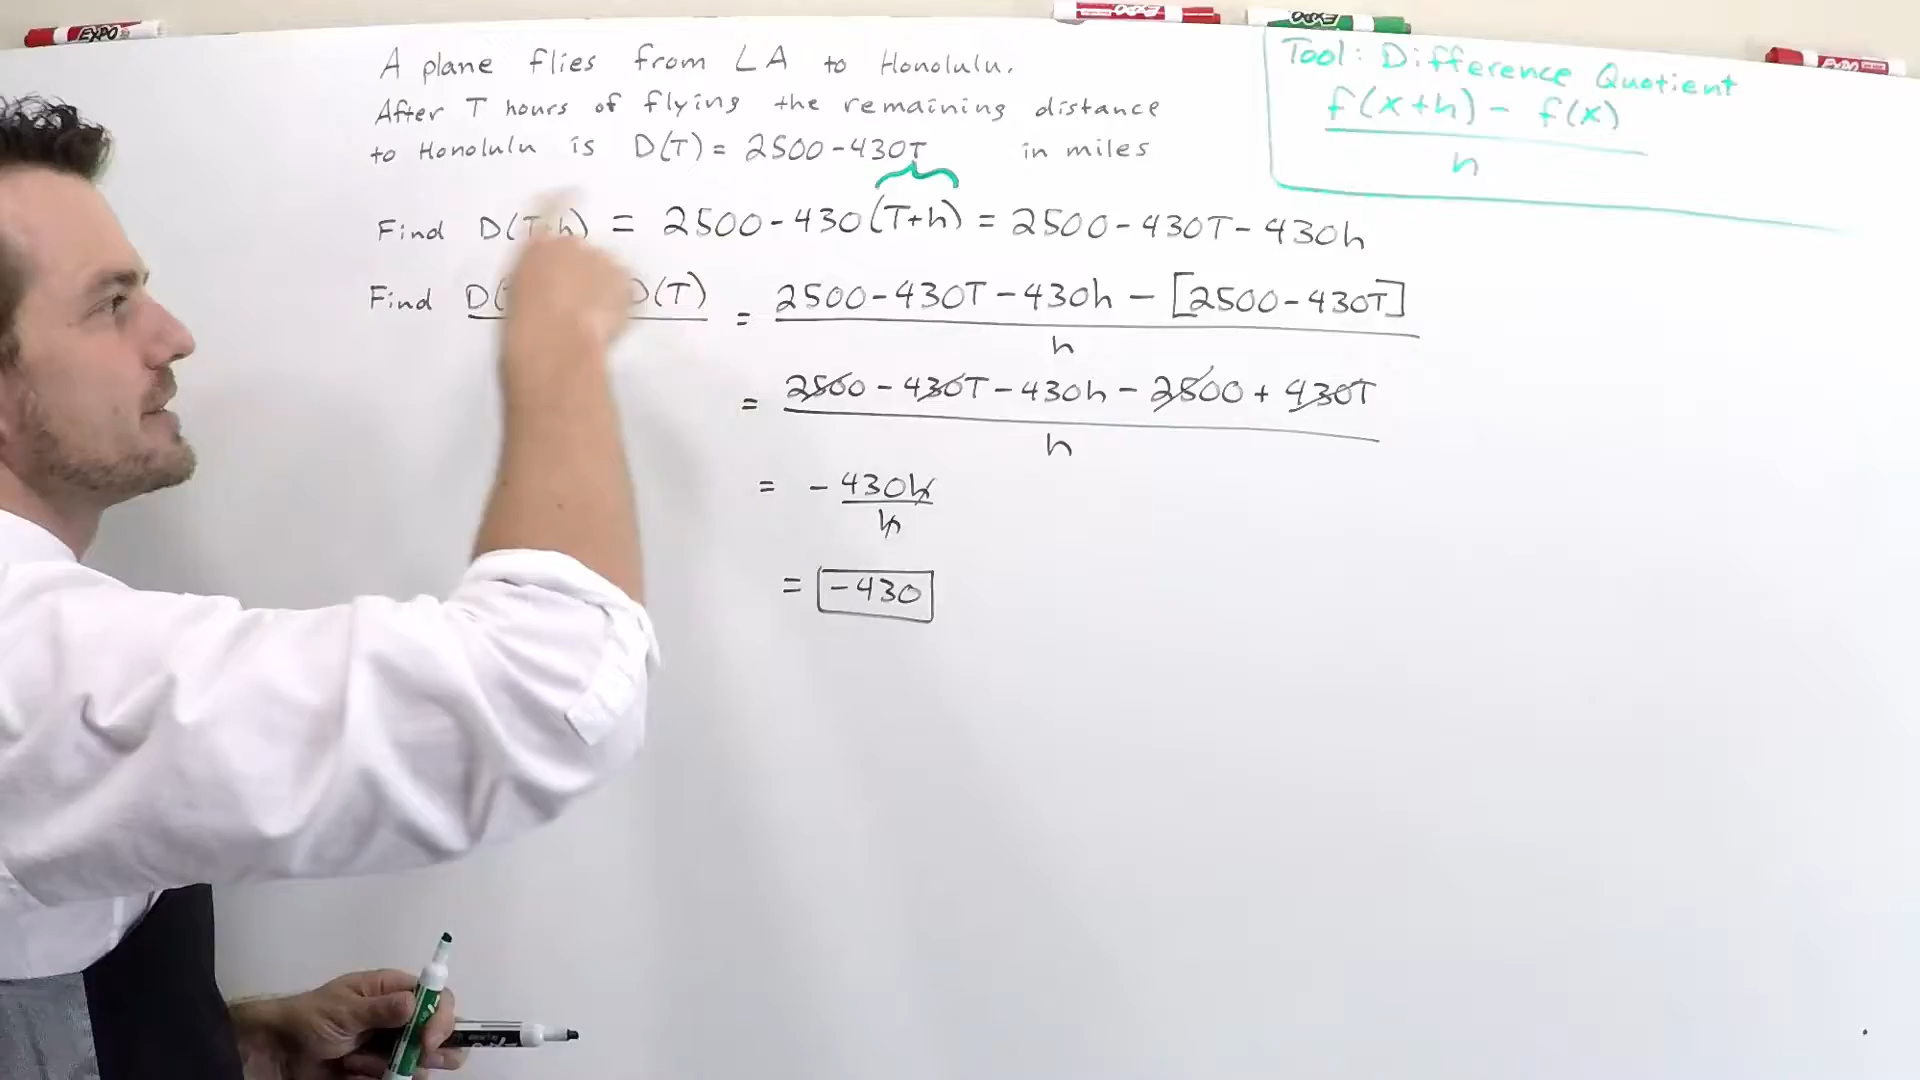 EXPO
EXPO
EXPO
A plane flies from LA to Honolulu.
After T hours of flying the remaining distance
to Honolulu is D(T) = 2500-430T in miles
Tool: Difference Quotient
f(x+h) - f(x)
h
Find D(T+h) = 2500-430(T+h) = 2500-430T-430h
Find D( D(T) = 2500-430T-430h-[2500-430T]
h
= 2500-430T-430h-2500+430T
h
= -430h
h
= -430